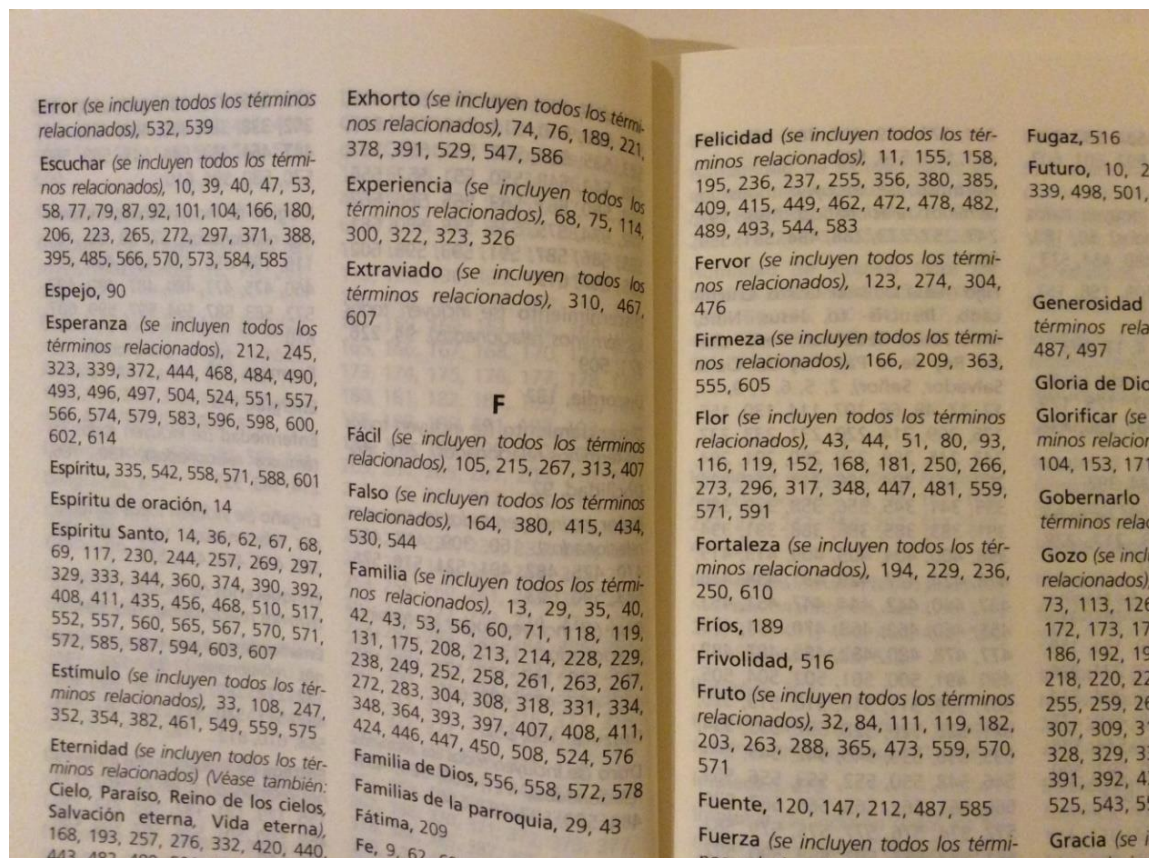 Error (se incluyen todos los términos
relacionados), 532, 539
Escuchar (se incluyen todos los térmi-
nos relacionados), 10, 39, 40, 47, 53,
58, 77, 79, 87, 92, 101, 104, 166, 180,
206, 223, 265, 272, 297, 371, 388,
395, 485, 566, 570, 573, 584, 585
Espejo, 90
Esperanza (se incluyen todos los
términos relacionados), 212, 245,
323, 339, 372, 444, 468, 484, 490,
493, 496, 497, 504, 524, 551, 557,
566, 574, 579, 583, 596, 598, 600,
602, 614
Espíritu, 335, 542, 558, 571, 588, 601
Espíritu de oración, 14
Espíritu Santo, 14, 36, 62, 67, 68,
69, 117, 230, 244, 257, 269, 297,
329, 333, 344, 360, 374, 390, 392,
408, 411, 435, 456, 468, 510, 517,
552, 557, 560, 565, 567, 570, 571,
572, 585, 587, 594, 603, 607
Estímulo (se incluyen todos los tér-
minos relacionados), 33, 108, 247,
352, 354, 382, 461, 549, 559, 575
Eternidad (se incluyen todos los tér-
minos relacionados) (Véase también:
Cielo, Paraíso, Reino de los cielos,
Salvación eterna, Vida eterna),
168, 193, 257, 276, 332, 420, 440,
Exhorto (se incluyen todos los térmi-
nos relacionados), 74, 76, 189, 221,
378, 391, 529, 547, 586
Experiencia (se incluyen todos los
términos relacionados), 68, 75, 114,
300, 322, 323, 326
Extraviado (se incluyen todos los
términos relacionados), 310, 467,
607
F
Fácil (se incluyen todos los términos
relacionados), 105, 215, 267, 313, 407
Falso (se incluyen todos los términos
relacionados), 164, 380, 415, 434,
530, 544
Familia (se incluyen todos los térmi-
nos relacionados), 13, 29, 35, 40,
42, 43, 53, 56, 60, 71, 118, 119,
131, 175, 208, 213, 214, 228, 229,
238, 249, 252, 258, 261, 263, 267,
272, 283, 304, 308, 318, 331, 334,
348, 364, 393, 397, 407, 408, 411,
424, 446, 447, 450, 508, 524, 576
Familia de Dios, 556, 558, 572, 578
Familias de la parroquia, 29, 43
Fátima, 209
Fe, 9, 62,
Felicidad (se incluyen todos los tér-
minos relacionados), 11, 155, 158,
195, 236, 237, 255, 356, 380, 385,
409, 415, 449, 462, 472, 478, 482,
489, 493, 544, 583
Fervor (se incluyen todos los térmi-
nos relacionados), 123, 274, 304,
476
Firmeza (se incluyen todos los térmi-
nos relacionados), 166, 209, 363,
555, 605
Flor (se incluyen todos los términos
relacionados), 43, 44, 51, 80, 93,
116, 119, 152, 168, 181, 250, 266,
273, 296, 317, 348, 447, 481, 559,
571, 591
Fortaleza (se incluyen todos los tér-
minos relacionados), 194, 229, 236,
250, 610
Fríos, 189
Frivolidad, 516
Fruto (se incluyen todos los términos
relacionados), 32, 84, 111, 119, 182,
203, 263, 288, 365, 473, 559, 570,
571
Fuente, 120, 147, 212, 487, 585
Fuerza (se incluyen todos los térmi-
Fugaz, 516
Futuro, 10,
339, 498, 501,
Generosidad
términos
487, 497
Gloria de
Glorificar (se
minos
104, 153, 171
Gobernarlo
términos
Gozo (se
relacionados),
73, 113,
172, 173,
186, 192,
218, 220,
255, 259,
307, 309,
328, 329,
391, 392,
525, 543,
Gracia (se